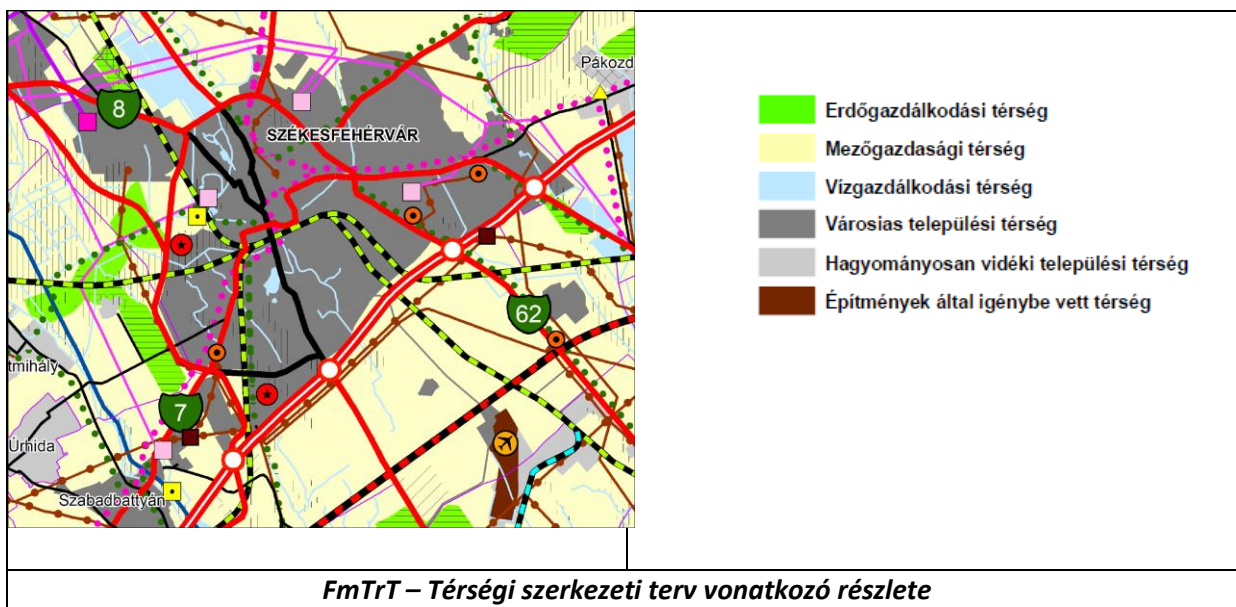 Pákozd
8
SZÉKESFEHÉRVÁR
62
tmihály
7
Úrhida
Szabadbattyán
Erdőgazdálkodási térség
Mezőgazdasági térség
Vízgazdálkodási térség
Városias települési térség
Hagyományosan vidéki települési térség
Építmények által igénybe vett térség
FmTrT – Térségi szerkezeti terv vonatkozó részlete